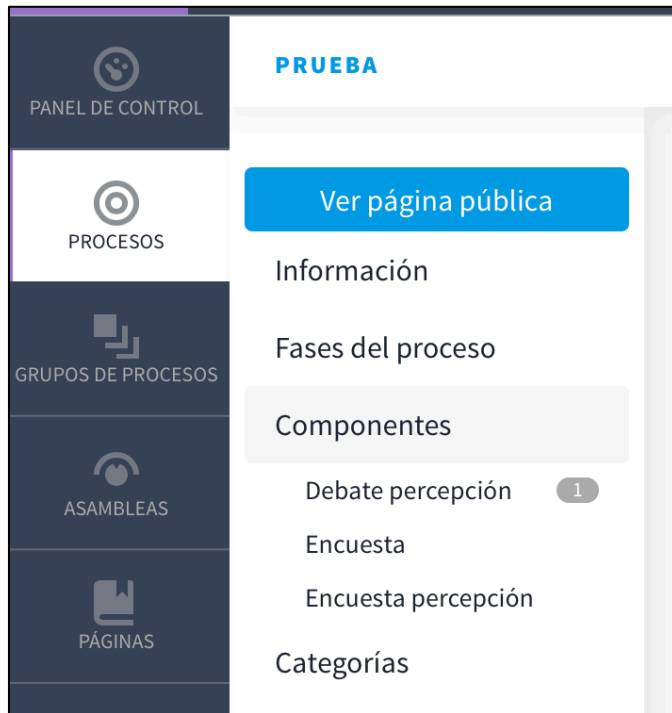 PANEL DE CONTROL
PROCESOS
GRUPOS DE PROCESOS
ASAMBLEAS
PÁGINAS
PRUEBA
Ver página pública
Información
Fases del proceso
Componentes
Debate percepción 1
Encuesta
Encuesta percepción
Categorías